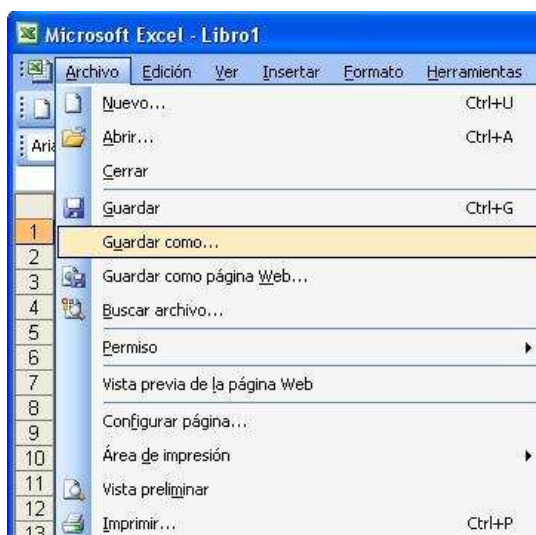 Microsoft Excel - Libro1
Archivo Edición Ver Insertar Formato Herramientas
Nuevo... Ctrl+U
Abrir... Ctrl+A
Cerrar
Guardar Ctrl+G
Guardar como...
Guardar como página Web...
Buscar archivo...
Permiso
Vista previa de la página Web
Configurar página...
Área de impresión
Vista preliminar
Imprimir... Ctrl+P
1
2
3
4
5
6
7
8
9
10
11
12
13